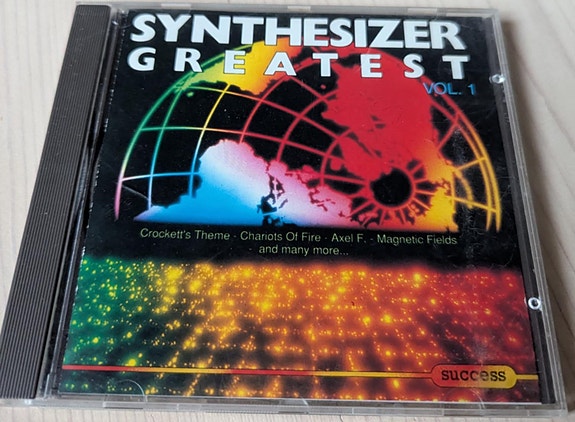 SYNTHESIZER
GREATEST
VOL. 1
Crockett's Theme - Chariots Of Fire - Axel F. - Magnetic Fields
and many more...
success